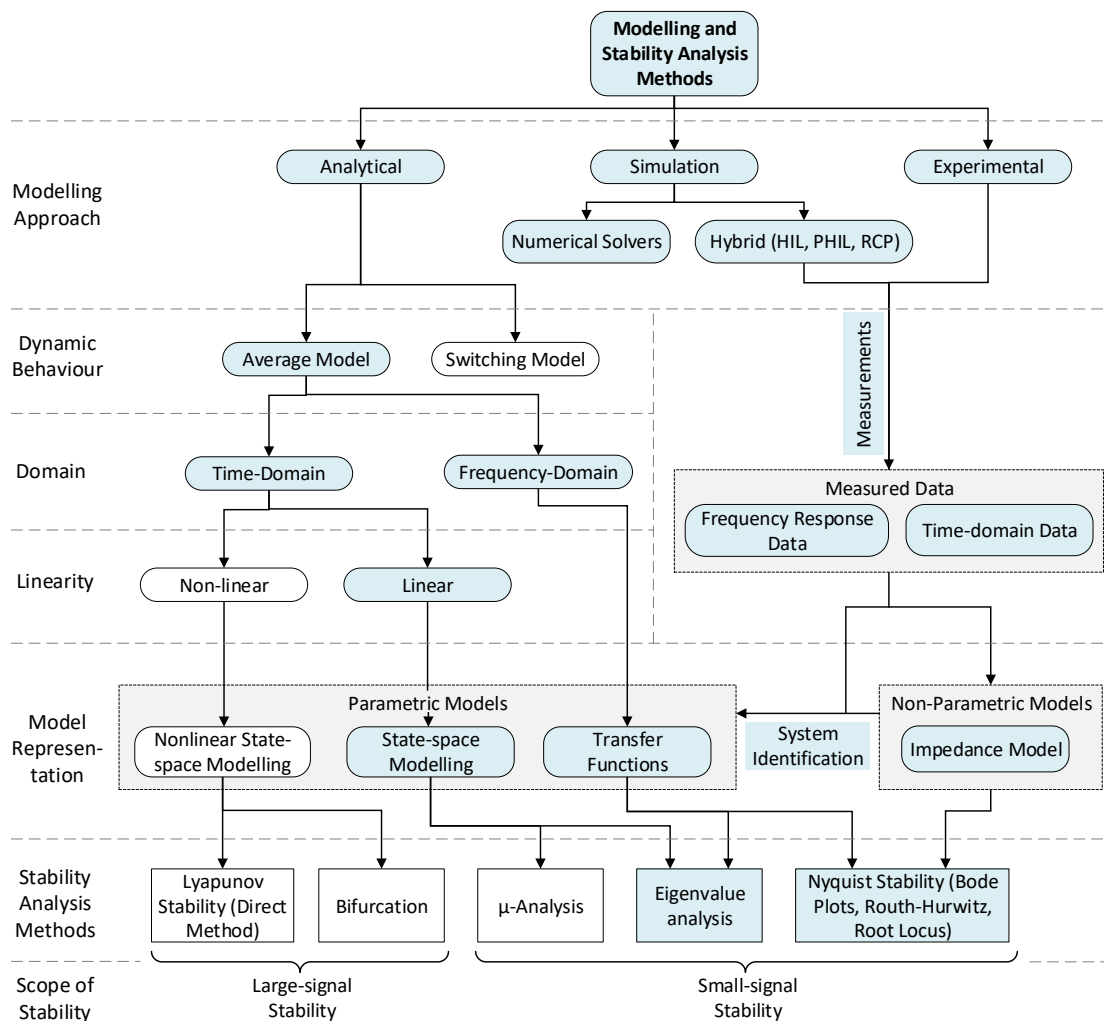 Modelling and
Stability Analysis
Methods
Modelling
Approach
Analytical
Simulation
Experimental
Numerical Solvers
Hybrid (HIL, PHIL, RCP)
Dynamic
Behaviour
Average Model
Switching Model
Measurements
Domain
Time-Domain
Frequency-Domain
Measured Data
Frequency Response
Data
Time-domain Data
Linearity
Non-linear
Linear
Model
Represen-
tation
Parametric Models
Nonlinear State-
space Modelling
State-space
Modelling
Transfer
Functions
System
Identification
Non-Parametric Models
Impedance Model
Stability
Analysis
Methods
Lyapunov
Stability (Direct
Method)
Bifurcation
μ-Analysis
Eigenvalue
analysis
Nyquist Stability (Bode
Plots, Routh-Hurwitz,
Root Locus)
Scope of
Stability
Large-signal
Stability
Small-signal
Stability